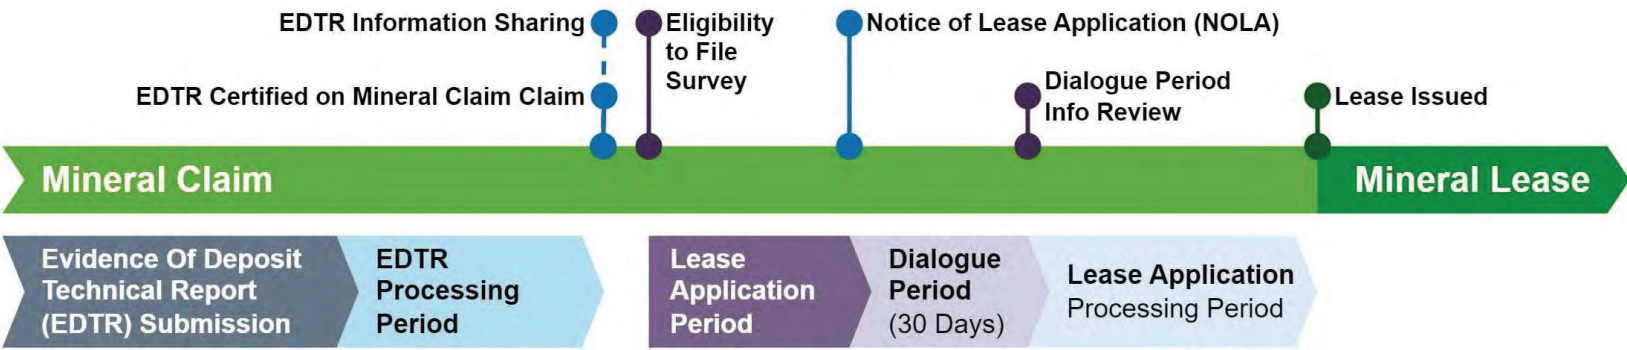 EDTR Information Sharing
EDTR Certified on Mineral Claim Claim
Eligibility
to File
Survey
Notice of Lease Application (NOLA)
Dialogue Period
Info Review
Lease Issued
Mineral Claim
Mineral Lease
Evidence Of Deposit
Technical Report
(EDTR) Submission
EDTR
Processing
Period
Lease
Application
Period
Dialogue
Period
(30 Days)
Lease Application
Processing Period